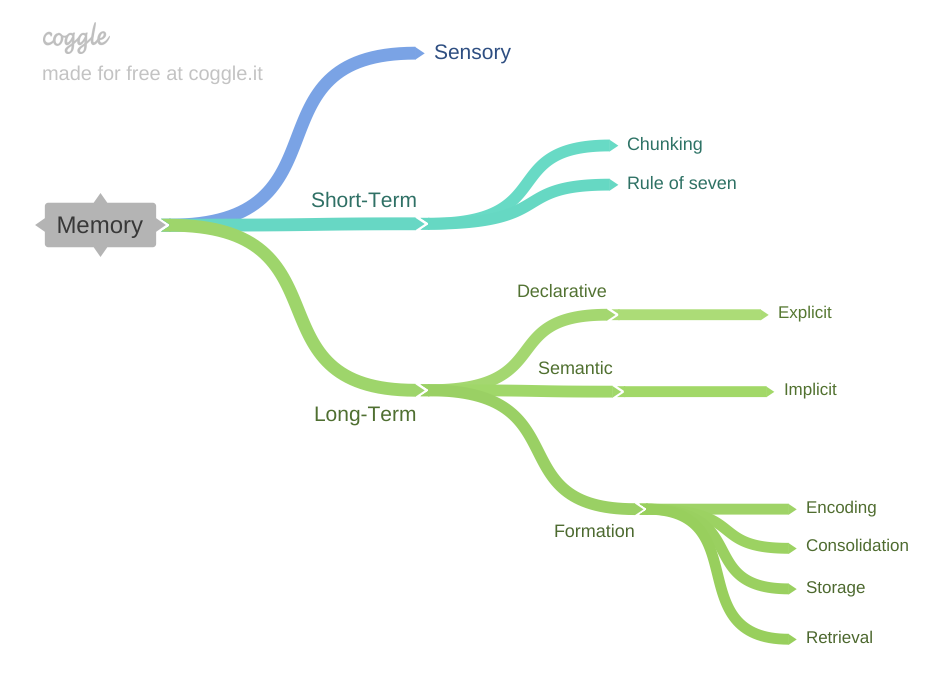 coggle
made for free at coggle.it
Memory
Sensory
Short-Term
Chunking
Rule of seven
Long-Term
Declarative
Explicit
Semantic
Implicit
Formation
Encoding
Consolidation
Storage
Retrieval